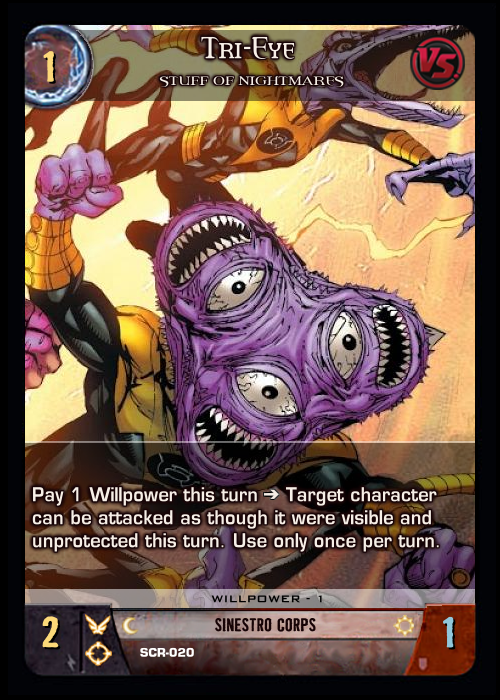 1
TRI-EYE
VS
STUFF OF NIGHTMARES
Pay 1 Willpower this turn ➔ Target character
can be attacked as though it were visible and
unprotected this turn. Use only once per turn.
WILLPOWER - 1
2
SINESTRO CORPS
1
SCR-020